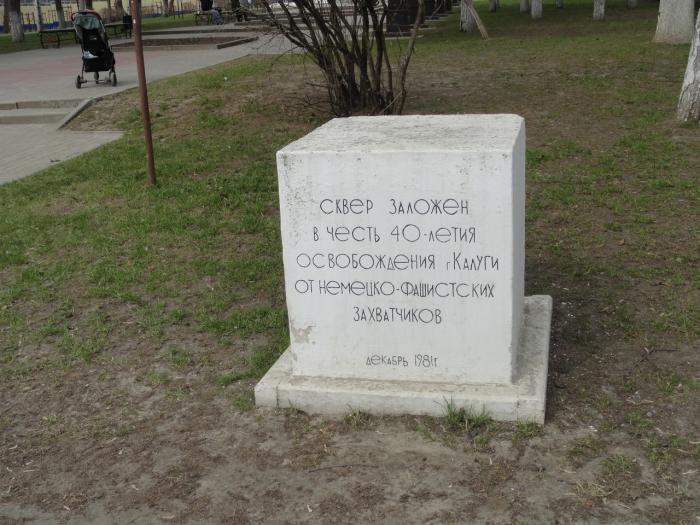 СКВЕР ЗАЛОЖЕН
В ЧЕСТЬ 40-ЛЕТИЯ
ОСВОБОЖДЕНИЯ г КАЛУГИ
ОТ НЕМЕЦКО-ФАШИСТСКИХ
ЗАХВАТЧИКОВ
ДЕКАБРЬ 1981г